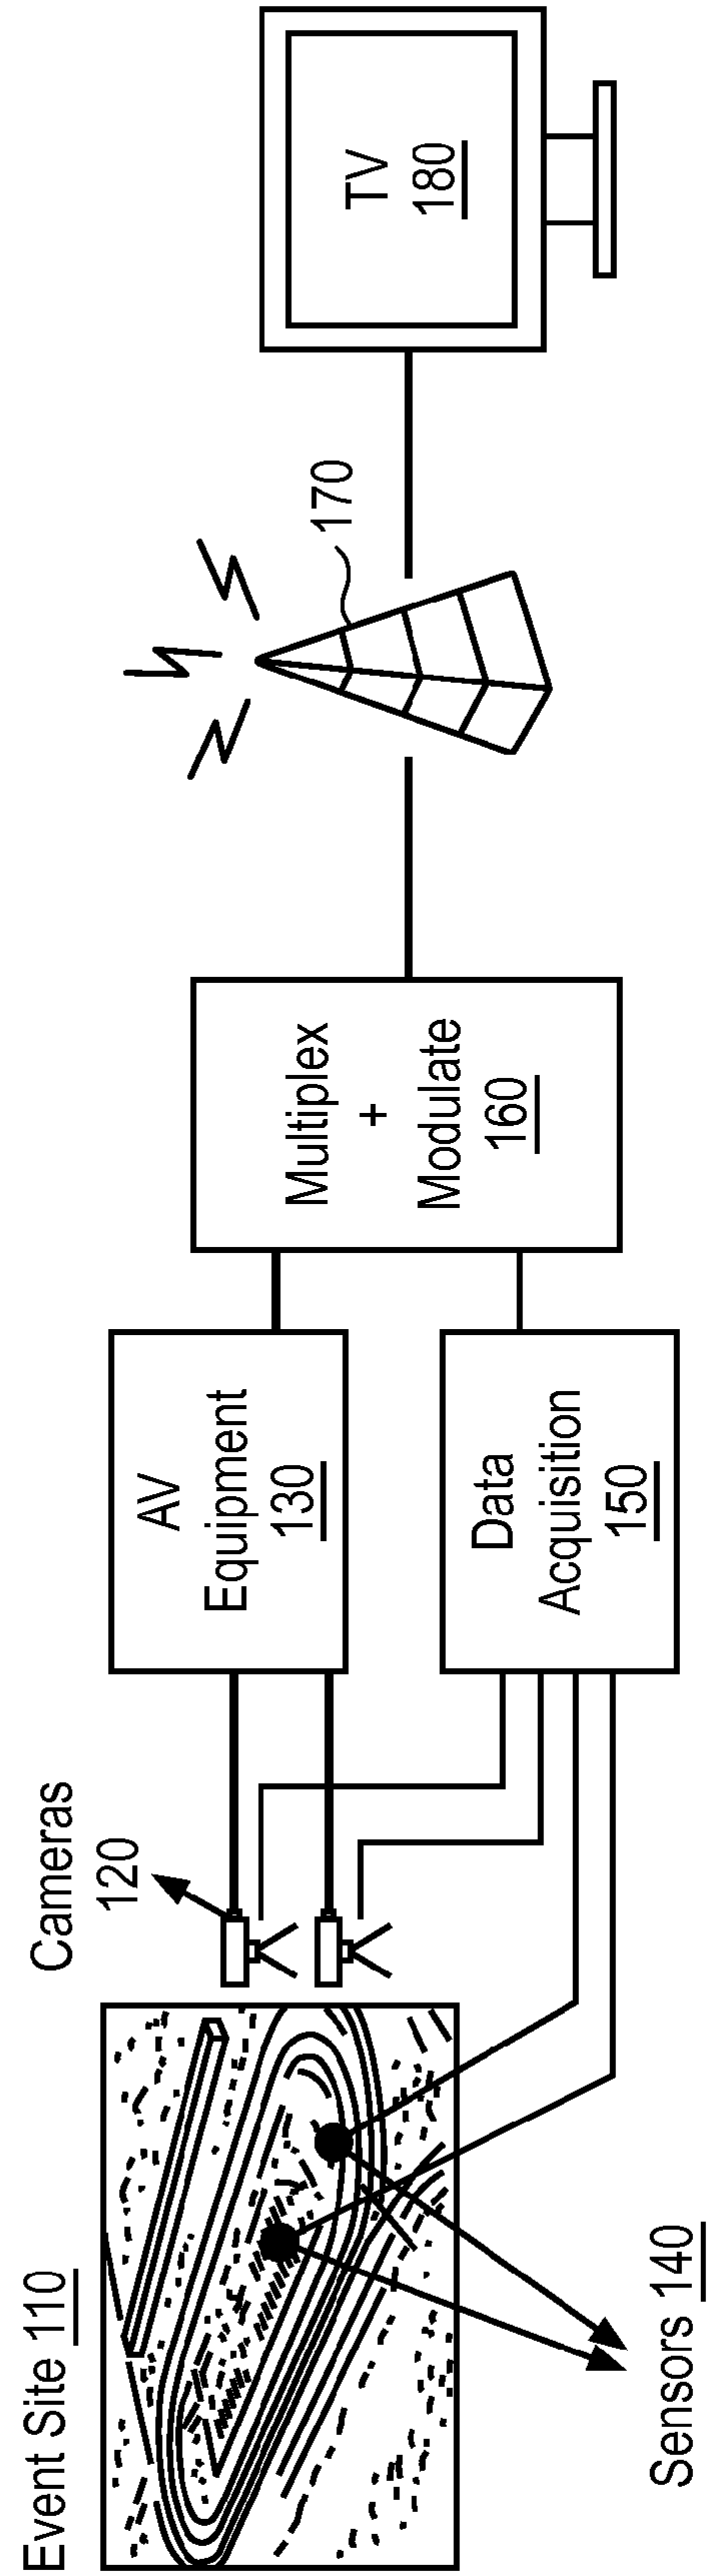 Event Site 110
Cameras
120
Sensors 140
AV
Equipment
130
Data
Acquisition
150
Multiplex
+
Modulate
160
170
TV
180